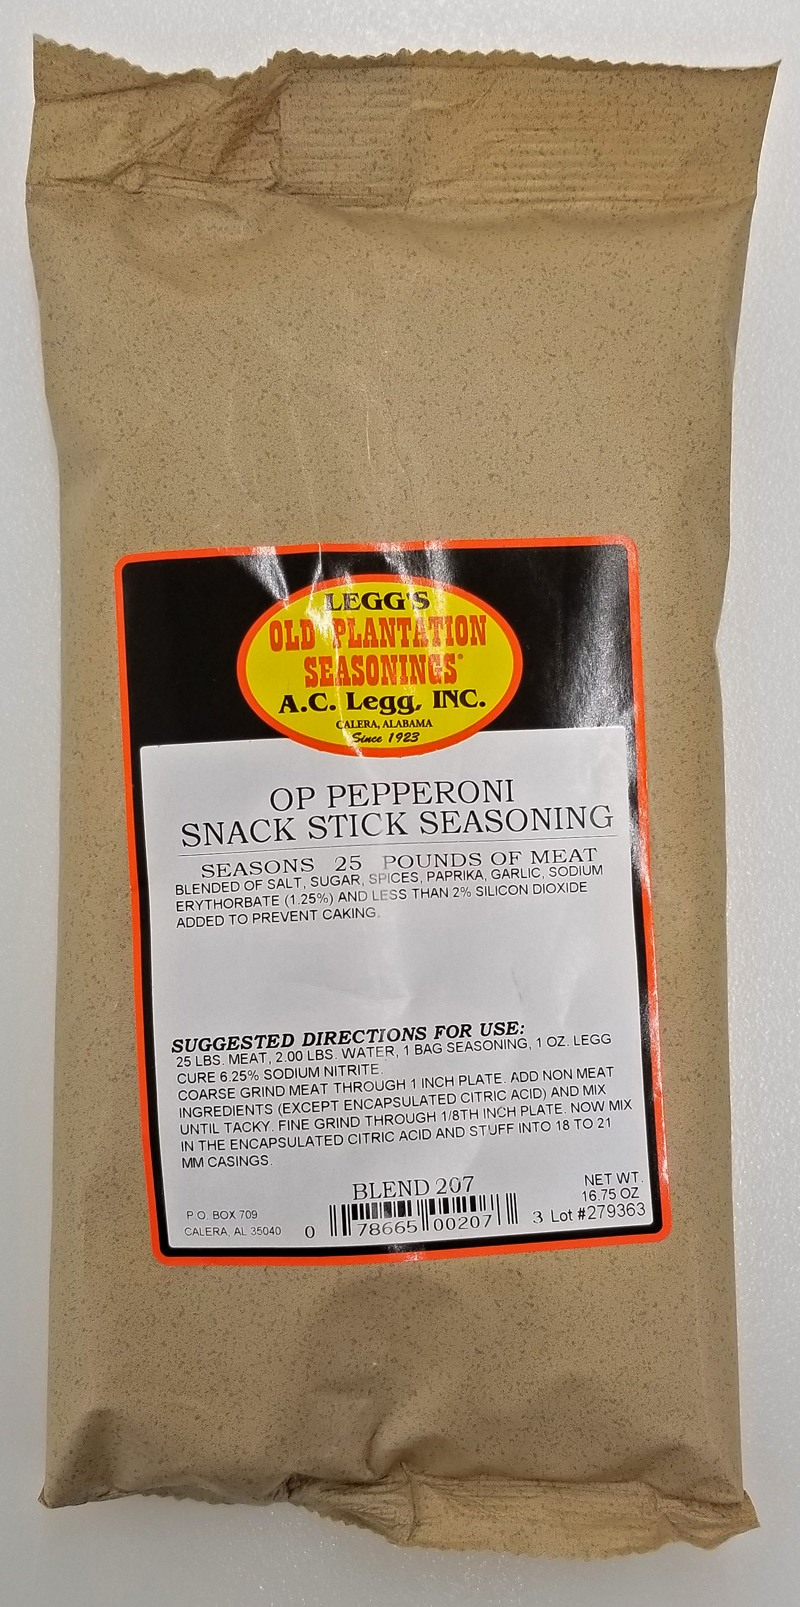 LEGG'S
OLD PLANTATION
SEASONINGS
A.C. Legg, INC.
CALERA, ALABAMA
Since 1923
OP PEPPERONI
SNACK STICK SEASONING
SEASONS 25 POUNDS OF MEAT
BLENDED OF SALT, SUGAR, SPICES, PAPRIKA, GARLIC, SODIUM
ERYTHORBATE (1.25%) AND LESS THAN 2% SILICON DIOXIDE
ADDED TO PREVENT CAKING.
SUGGESTED DIRECTIONS FOR USE:
25 LBS. MEAT, 2.00 LBS. WATER, 1 BAG SEASONING, 1 OZ. LEGG
CURE 6.25% SODIUM NITRITE.
COARSE GRIND MEAT THROUGH 1 INCH PLATE. ADD NON MEAT
INGREDIENTS (EXCEPT ENCAPSULATED CITRIC ACID) AND MIX
UNTIL TACKY. FINE GRIND THROUGH 1/8TH INCH PLATE. NOW MIX
IN THE ENCAPSULATED CITRIC ACID AND STUFF INTO 18 TO 21
MM CASINGS.
BLEND 207
P.O. BOX 709
CALERA, AL 35040
0 78665 00207 3
NET WT.
16.75 OZ
Lot #279363